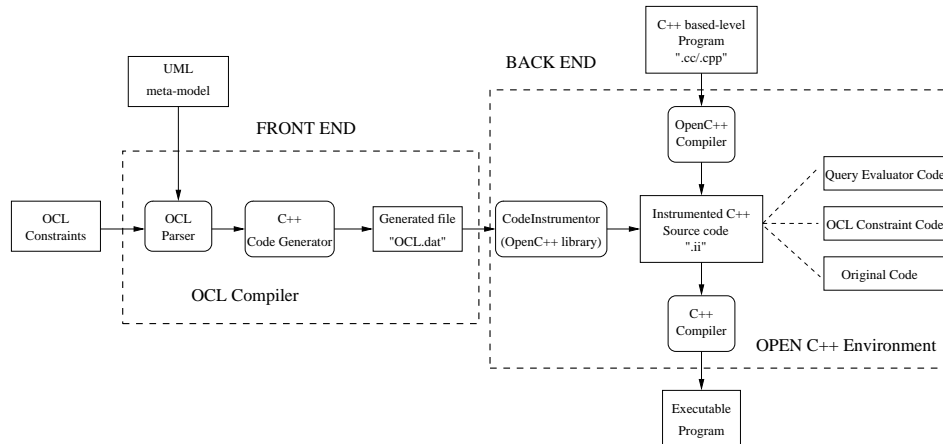 C++ based-level
Program
".cc/.cpp"
BACK END
UML
meta-model
FRONT END
OpenC++
Compiler
Query Evaluator Code
OCL
Constraints
OCL
Parser
C++
Code Generator
Generated file
"OCL.dat"
CodeInstrumentor
(OpenC++ library)
Instrumented C++
Source code
".ii"
OCL Constraint Code
Original Code
OCL Compiler
C++
Compiler
OPEN C++ Environment
Executable
Program